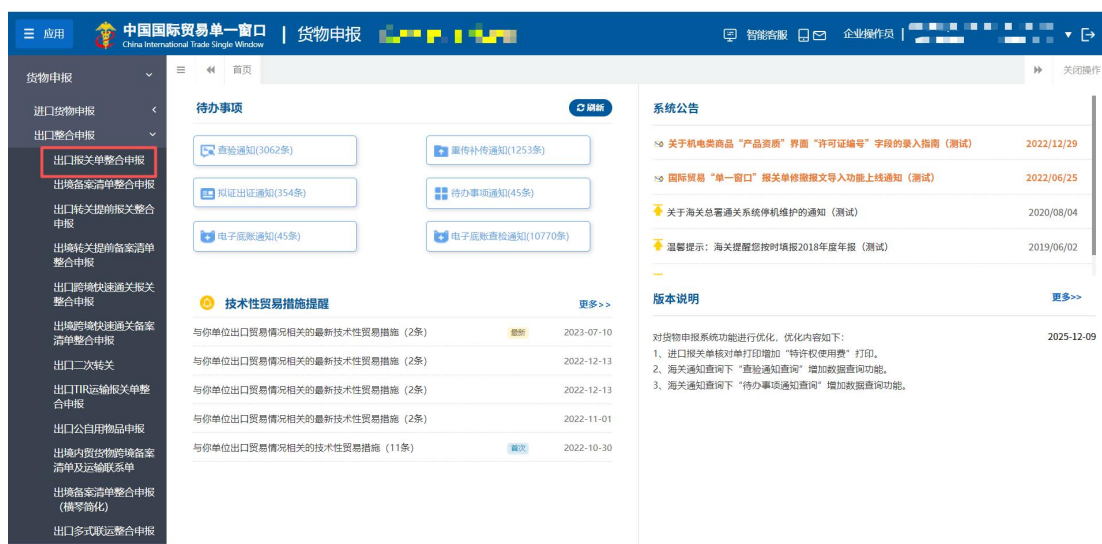 应用
中国国际贸易单一窗口 | 货物申报
China International Trade Single Window
智能客服
企业操作员 |
货物申报
首页
关闭操作
进口货物申报
出口整合申报
出口报关单整合申报
出境备案清单整合申报
出口转关提前报关整合
申报
出境转关提前备案清单
整合申报
出口跨境快速通关报关
整合申报
出境跨境快速通关备案
清单整合申报
出口二次转关
出口TIR运输报关单整
合申报
出口公自用物品申报
出境内贸货物跨境备案
清单及运输联系单
出境备案清单整合申报
（横琴简化）
出口多式联运整合申报
待办事项
刷新
查验通知(3062条)
重传补传通知(1253条)
拟证出证通知(354条)
待办事项通知(45条)
电子底账通知(45条)
电子底账查检通知(10770条)
技术性贸易措施提醒
更多>>
与你单位出口贸易情况相关的最新技术性贸易措施（2条） 最新 2023-07-10
与你单位出口贸易情况相关的最新技术性贸易措施（2条） 2022-12-13
与你单位出口贸易情况相关的最新技术性贸易措施（2条） 2022-12-13
与你单位出口贸易情况相关的最新技术性贸易措施（2条） 2022-11-01
与你单位出口贸易情况相关的技术性贸易措施（11条） 首次 2022-10-30
系统公告
关于机电类商品“产品资质”界面“许可证编号”字段的录入指南（测试） 2022/12/29
国际贸易“单一窗口”报关单修撤报文导入功能上线通知（测试） 2022/06/25
关于海关总署通关系统停机维护的通知（测试） 2020/08/04
温馨提示：海关提醒您按时填报2018年度年报（测试） 2019/06/02
版本说明
更多>>
对货物申报系统功能进行优化，优化内容如下： 2025-12-09
1、进口报关单核对单打印增加“特许权使用费”打印。
2、海关通知查询下“查验通知查询”增加数据查询功能。
3、海关通知查询下“待办事项通知查询”增加数据查询功能。